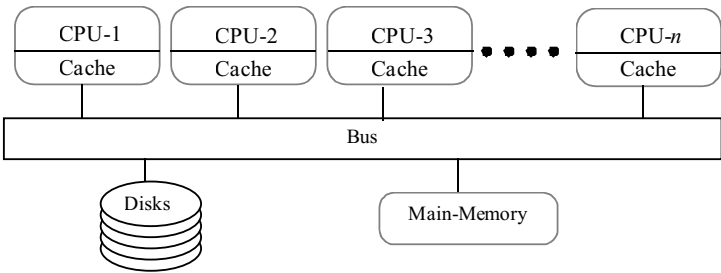 CPU-1
Cache
CPU-2
Cache
CPU-3
Cache
CPU-n
Cache
Bus
Disks
Main-Memory